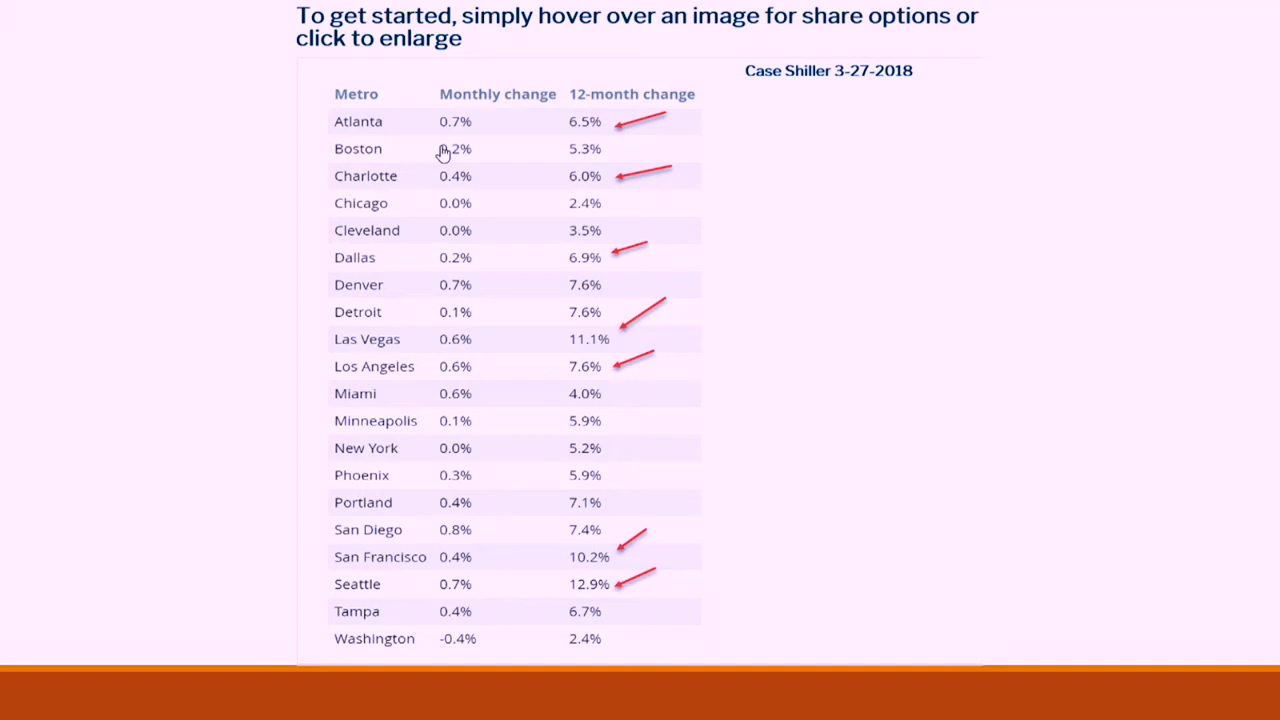 To get started, simply hover over an image for share options or
click to enlarge
Case Shiller 3-27-2018
Metro Monthly change 12-month change
Atlanta 0.7% 6.5%
Boston 0.2% 5.3%
Charlotte 0.4% 6.0%
Chicago 0.0% 2.4%
Cleveland 0.0% 3.5%
Dallas 0.2% 6.9%
Denver 0.7% 7.6%
Detroit 0.1% 7.6%
Las Vegas 0.6% 11.1%
Los Angeles 0.6% 7.6%
Miami 0.6% 4.0%
Minneapolis 0.1% 5.9%
New York 0.0% 5.2%
Phoenix 0.3% 5.9%
Portland 0.4% 7.1%
San Diego 0.8% 7.4%
San Francisco 0.4% 10.2%
Seattle 0.7% 12.9%
Tampa 0.4% 6.7%
Washington -0.4% 2.4%